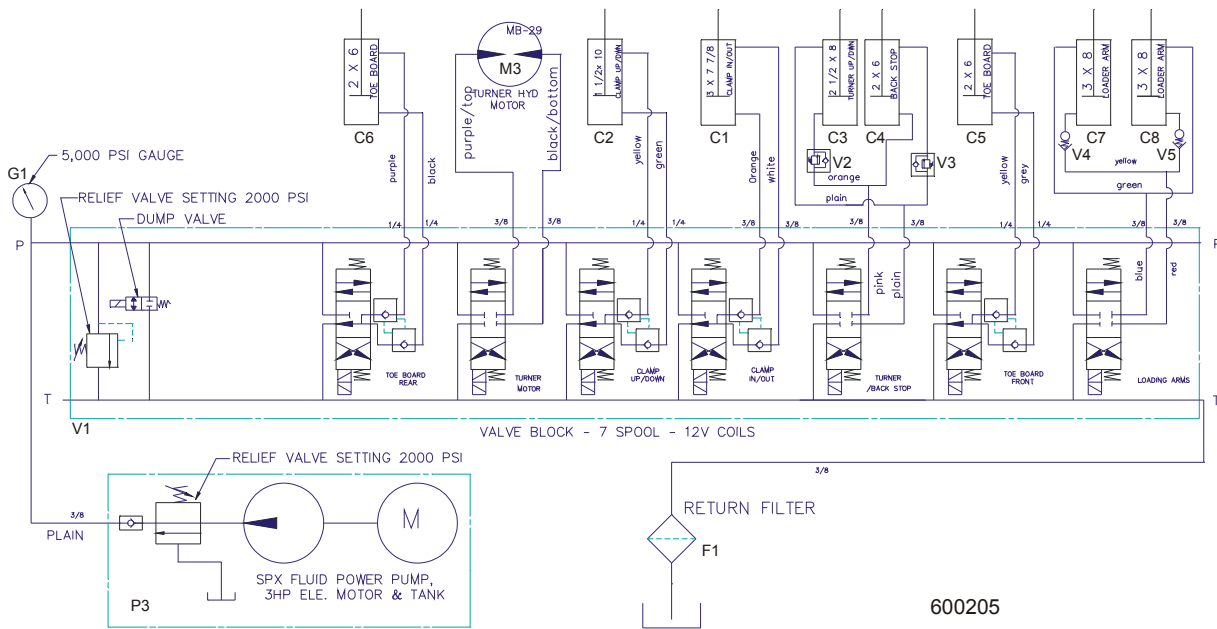 G1
5,000 PSI GAUGE
RELIEF VALVE SETTING 2000 PSI
DUMP VALVE
P
P
T
T
V1
2 X 6
TOE BOARD
C6
purple
black
1/4
1/4
MB-29
M3
TURNER HYD
MOTOR
purple/top
black/bottom
3/8
3/8
1 1/2x 10
CLAMP UP/DWN
C2
yellow
green
1/4
1/4
3 X 7 7/8
CLAMP IN/OUT
C1
Orange
white
3/8
3/8
2 1/2 X 8
TURNER UP/DWN
C3
2 X 6
BACK STOP
C4
V2
V3
orange
plain
pink
plain
2 X 6
TOE BOARD
C5
yellow
grey
1/4
1/4
3 X 8
LOADER ARM
C7
3 X 8
LOADER ARM
C8
V4
V5
yellow
green
3/8
3/8
blue
red
TOE BOARD
REAR
TURNER
MOTOR
CLAMP
UP/DOWN
CLAMP
IN/OUT
TURNER
/BACK STOP
TOE BOARD
FRONT
LOADING ARMS
VALVE BLOCK - 7 SPOOL - 12V COILS
3/8
RELIEF VALVE SETTING 2000 PSI
3/8
PLAIN
M
SPX FLUID POWER PUMP,
3HP ELE. MOTOR & TANK
P3
RETURN FILTER
F1
600205